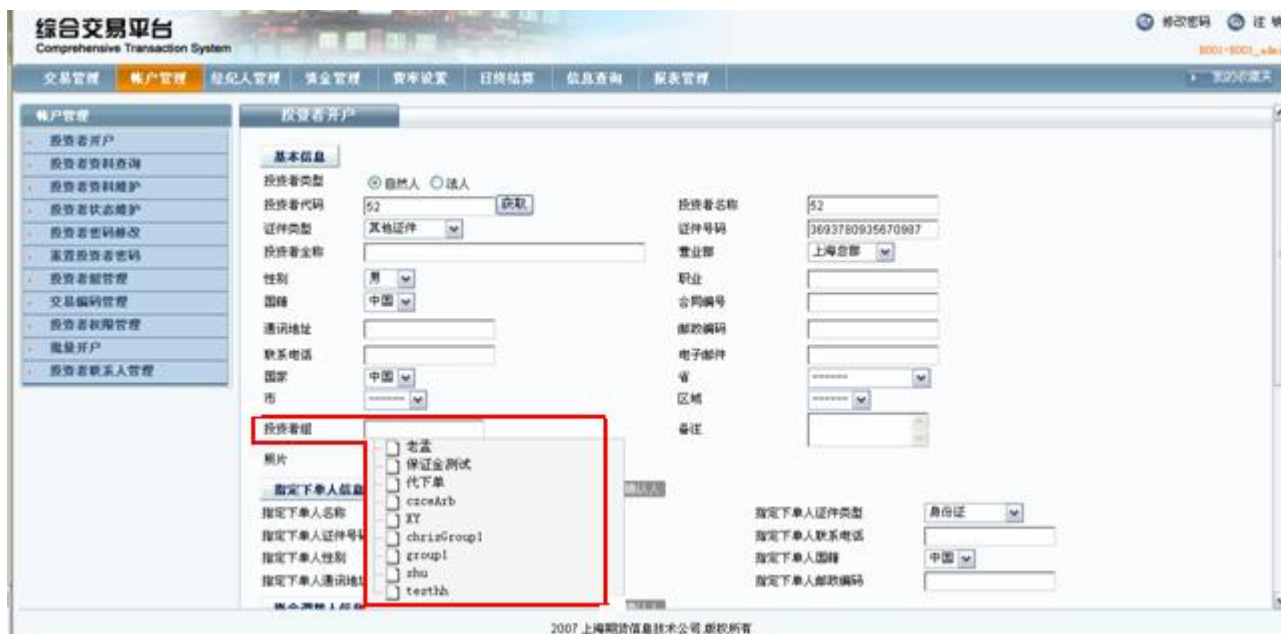 综合交易平台
Comprehensive Transaction System
修改密码 注销
交易管理 帐户管理 经纪人管理 资金管理 费率设置 日终结算 信息查询 报表管理
我的收藏夹
帐户管理
投资者开户
投资者资料查询
投资者资料维护
投资者状态维护
投资者密码修改
重置投资者密码
投资者组管理
交易编码管理
投资者权限管理
批量开户
投资者联系人管理
投资者开户
基本信息
投资者类型 自然人 法人
投资者代码 52 获取 投资者名称 52
证件类型 其他证件 证件号码 3693780935670987
投资者全称 营业部 上海总部
性别 男 职业
国籍 中国 合同编号
通讯地址 邮政编码
联系电话 电子邮件
国家 中国 省 ------
市 ------ 区域 ------
投资者组 备注
照片
老孟
保证金测试
代下单
czceArb
XY
chrisGroup1
group1
zhu
testhh
指定下单人信息 确认人
指定下单人名称 指定下单人证件类型 身份证
指定下单人证件号码 指定下单人联系电话
指定下单人性别 指定下单人国籍 中国
指定下单人通讯地址 指定下单人邮政编码
2007 上海期货信息技术公司 版权所有